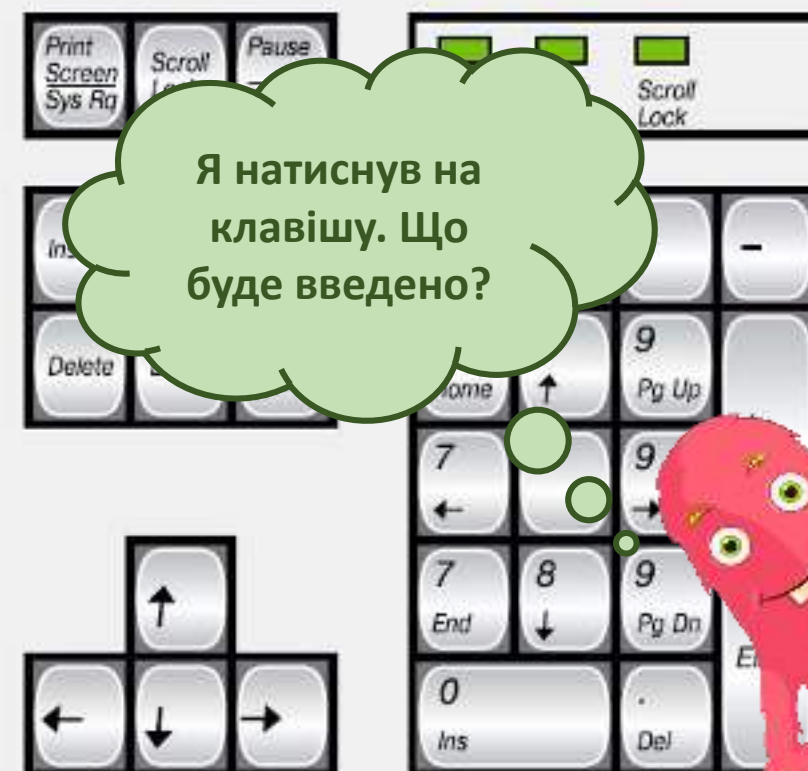 Print
Screen
Sys Rq
Scroll
Pause
Scroll
Lock
Я натиснув на
клавішу. Що
буде введено?
-
Delete
↑
9
Pg Up
7
←
9
→
7
End
8
↓
9
Pg Dn
↑
0
Ins
.
Del
←
↓
→